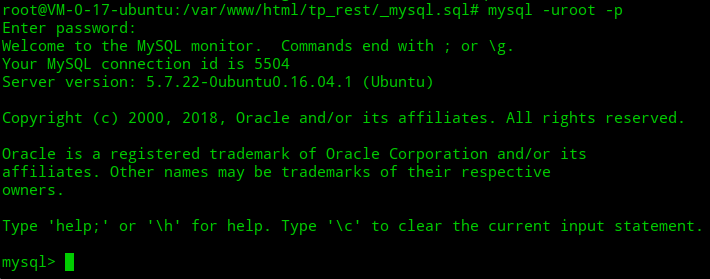 root@VM-0-17-ubuntu:/var/www/html/tp_rest/_mysql.sql# mysql -uroot -p
Enter password:
Welcome to the MySQL monitor.  Commands end with ; or \g.
Your MySQL connection id is 5504
Server version: 5.7.22-0ubuntu0.16.04.1 (Ubuntu)
Copyright (c) 2000, 2018, Oracle and/or its affiliates. All rights reserved.
Oracle is a registered trademark of Oracle Corporation and/or its
affiliates. Other names may be trademarks of their respective
owners.
Type 'help;' or '\h' for help. Type '\c' to clear the current input statement.
mysql>